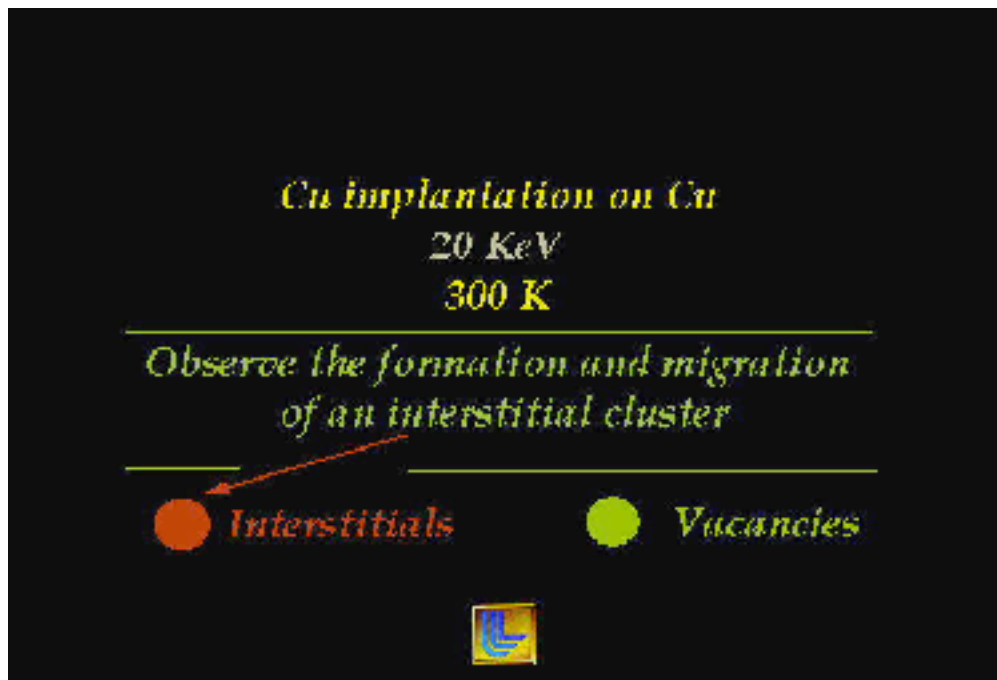 Cu implantation on Cu
20 KeV
300 K
Observe the formation and migration
of an interstitial cluster
Interstitials
Vacancies